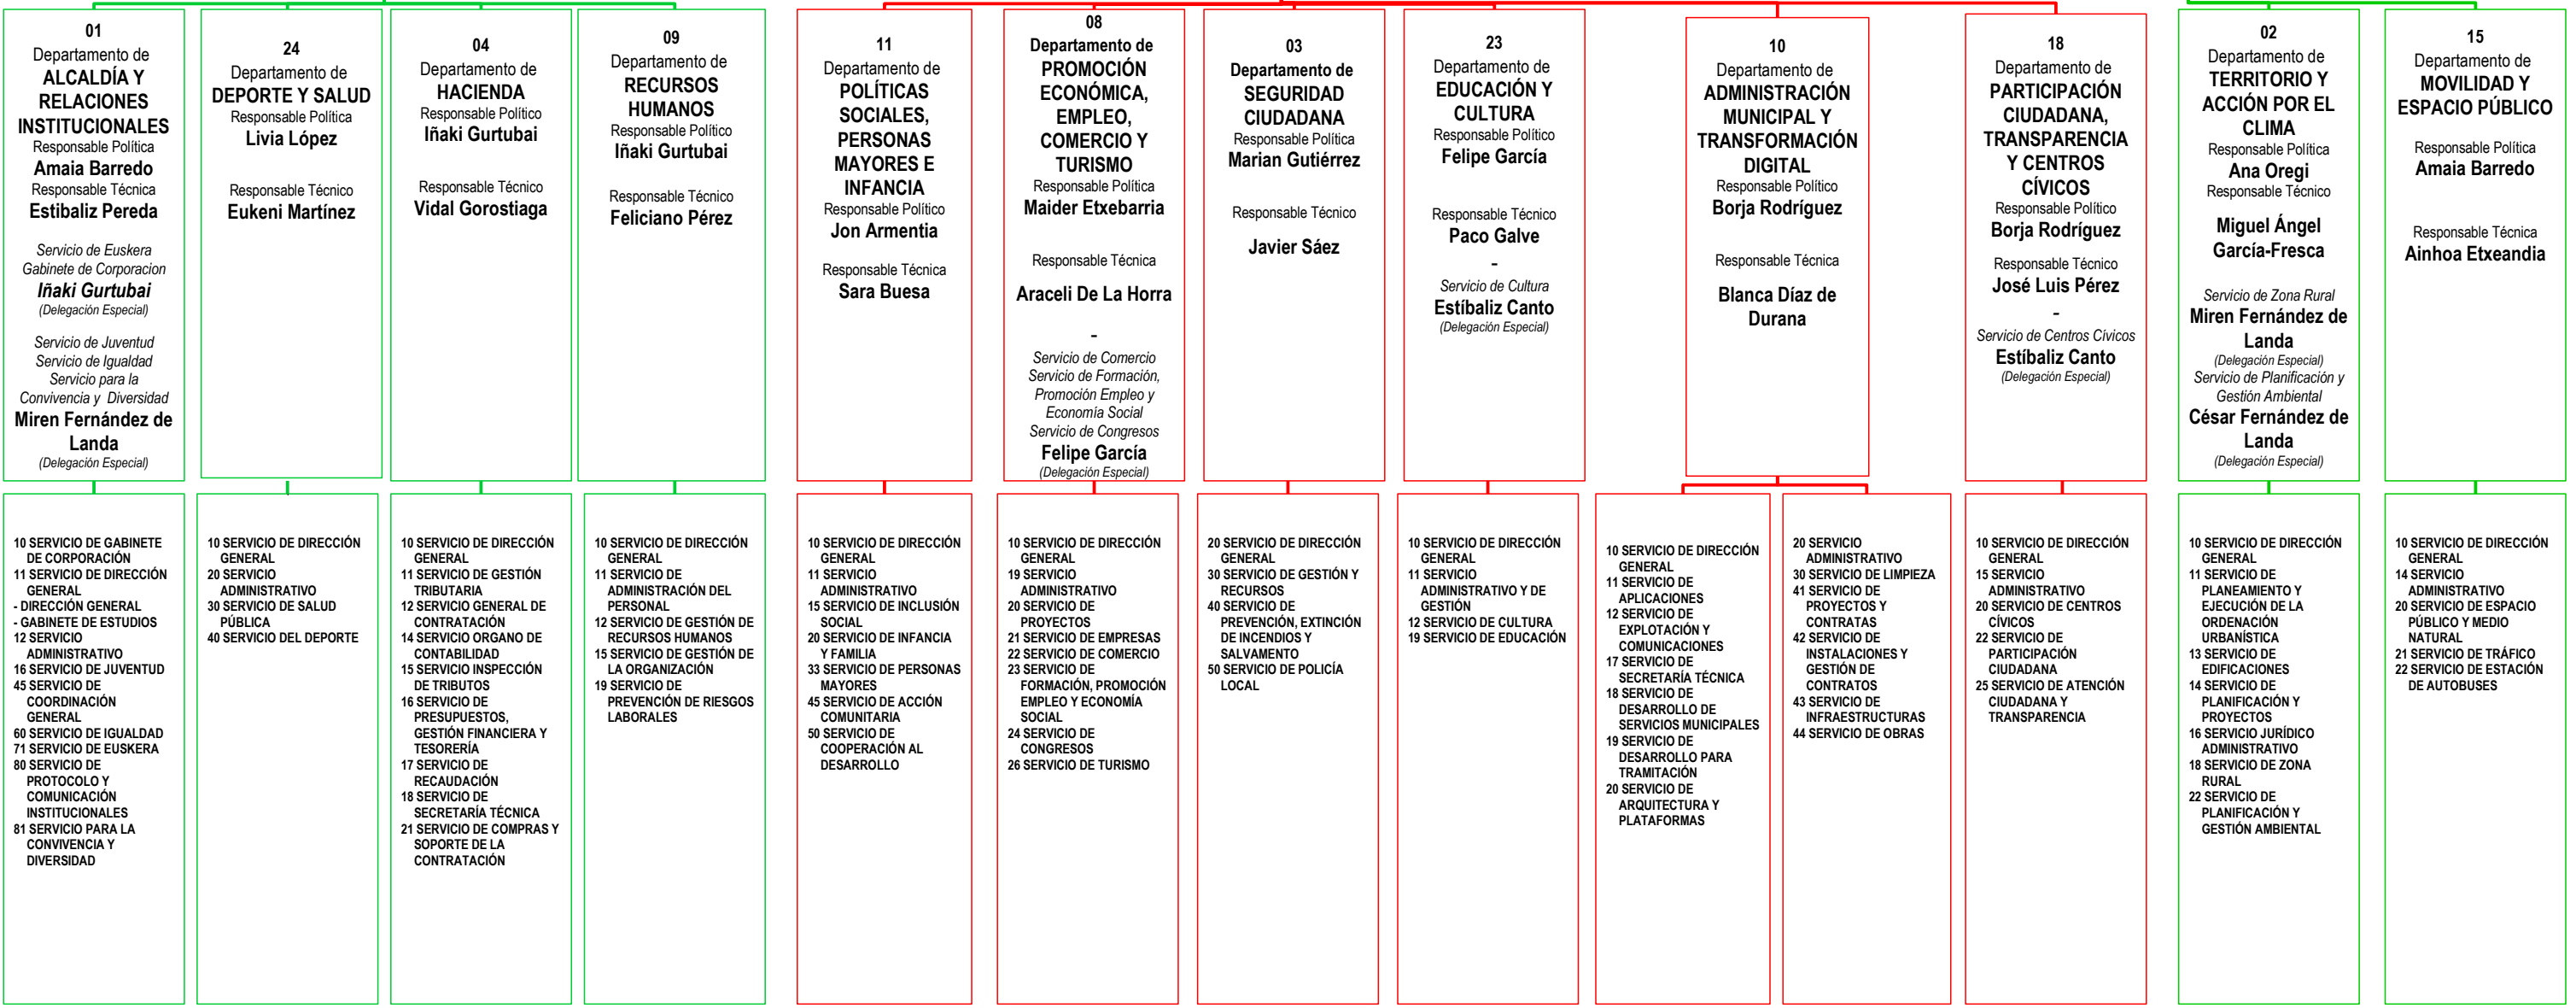 01
Departamento de
ALCALDÍA Y
RELACIONES
INSTITUCIONALES
Responsable Política
Amaia Barredo
Responsable Técnica
Estibaliz Pereda
Servicio de Euskera
Gabinete de Corporacion
Iñaki Gurtubai
(Delegación Especial)
Servicio de Juventud
Servicio de Igualdad
Servicio para la
Convivencia y Diversidad
Miren Fernández de
Landa
(Delegación Especial)
24
Departamento de
DEPORTE Y SALUD
Responsable Política
Livia López
Responsable Técnico
Eukeni Martínez
04
Departamento de
HACIENDA
Responsable Político
Iñaki Gurtubai
Responsable Técnico
Vidal Gorostiaga
09
Departamento de
RECURSOS
HUMANOS
Responsable Político
Iñaki Gurtubai
Responsable Técnico
Feliciano Pérez
11
Departamento de
POLÍTICAS
SOCIALES,
PERSONAS
MAYORES E
INFANCIA
Responsable Político
Jon Armentia
Responsable Técnica
Sara Buesa
08
Departamento de
PROMOCIÓN
ECONÓMICA,
EMPLEO,
COMERCIO Y
TURISMO
Responsable Política
Maider Etxebarria
Responsable Técnica
Araceli De La Horra
-
Servicio de Comercio
Servicio de Formación,
Promoción Empleo y
Economía Social
Servicio de Congresos
Felipe García
(Delegación Especial)
03
Departamento de
SEGURIDAD
CIUDADANA
Responsable Política
Marian Gutiérrez
Responsable Técnico
Javier Sáez
23
Departamento de
EDUCACIÓN Y
CULTURA
Responsable Político
Felipe García
Responsable Técnico
Paco Galve
-
Servicio de Cultura
Estíbaliz Canto
(Delegación Especial)
10
Departamento de
ADMINISTRACIÓN
MUNICIPAL Y
TRANSFORMACIÓN
DIGITAL
Responsable Político
Borja Rodríguez
Responsable Técnica
Blanca Díaz de
Durana
18
Departamento de
PARTICIPACIÓN
CIUDADANA,
TRANSPARENCIA
Y CENTROS
CÍVICOS
Responsable Político
Borja Rodríguez
Responsable Técnico
José Luis Pérez
-
Servicio de Centros Cívicos
Estíbaliz Canto
(Delegación Especial)
02
Departamento de
TERRITORIO Y
ACCIÓN POR EL
CLIMA
Responsable Política
Ana Oregi
Responsable Técnico
Miguel Ángel
García-Fresca
Servicio de Zona Rural
Miren Fernández de
Landa
(Delegación Especial)
Servicio de Planificación y
Gestión Ambiental
César Fernández de
Landa
(Delegación Especial)
15
Departamento de
MOVILIDAD Y
ESPACIO PÚBLICO
Responsable Política
Amaia Barredo
Responsable Técnica
Ainhoa Etxeandia
10 SERVICIO DE GABINETE
DE CORPORACIÓN
11 SERVICIO DE DIRECCIÓN
GENERAL
- DIRECCIÓN GENERAL
- GABINETE DE ESTUDIOS
12 SERVICIO
ADMINISTRATIVO
16 SERVICIO DE JUVENTUD
45 SERVICIO DE
COORDINACIÓN
GENERAL
60 SERVICIO DE IGUALDAD
71 SERVICIO DE EUSKERA
80 SERVICIO DE
PROTOCOLO Y
COMUNICACIÓN
INSTITUCIONALES
81 SERVICIO PARA LA
CONVIVENCIA Y
DIVERSIDAD
10 SERVICIO DE DIRECCIÓN
GENERAL
20 SERVICIO
ADMINISTRATIVO
30 SERVICIO DE SALUD
PÚBLICA
40 SERVICIO DEL DEPORTE
10 SERVICIO DE DIRECCIÓN
GENERAL
11 SERVICIO DE GESTIÓN
TRIBUTARIA
12 SERVICIO GENERAL DE
CONTRATACIÓN
14 SERVICIO ORGANO DE
CONTABILIDAD
15 SERVICIO INSPECCIÓN
DE TRIBUTOS
16 SERVICIO DE
PRESUPUESTOS,
GESTIÓN FINANCIERA Y
TESORERÍA
17 SERVICIO DE
RECAUDACIÓN
18 SERVICIO DE
SECRETARÍA TÉCNICA
21 SERVICIO DE COMPRAS Y
SOPORTE DE LA
CONTRATACIÓN
10 SERVICIO DE DIRECCIÓN
GENERAL
11 SERVICIO DE
ADMINISTRACIÓN DEL
PERSONAL
12 SERVICIO DE GESTIÓN DE
RECURSOS HUMANOS
15 SERVICIO DE GESTIÓN DE
LA ORGANIZACIÓN
19 SERVICIO DE
PREVENCIÓN DE RIESGOS
LABORALES
10 SERVICIO DE DIRECCIÓN
GENERAL
11 SERVICIO
ADMINISTRATIVO
15 SERVICIO DE INCLUSIÓN
SOCIAL
20 SERVICIO DE INFANCIA
Y FAMILIA
33 SERVICIO DE PERSONAS
MAYORES
45 SERVICIO DE ACCIÓN
COMUNITARIA
50 SERVICIO DE
COOPERACIÓN AL
DESARROLLO
10 SERVICIO DE DIRECCIÓN
GENERAL
19 SERVICIO
ADMINISTRATIVO
20 SERVICIO DE
PROYECTOS
21 SERVICIO DE EMPRESAS
22 SERVICIO DE COMERCIO
23 SERVICIO DE
FORMACIÓN, PROMOCIÓN
EMPLEO Y ECONOMÍA
SOCIAL
24 SERVICIO DE
CONGRESOS
26 SERVICIO DE TURISMO
20 SERVICIO DE DIRECCIÓN
GENERAL
30 SERVICIO DE GESTIÓN Y
RECURSOS
40 SERVICIO DE
PREVENCIÓN, EXTINCIÓN
DE INCENDIOS Y
SALVAMENTO
50 SERVICIO DE POLICÍA
LOCAL
10 SERVICIO DE DIRECCIÓN
GENERAL
11 SERVICIO
ADMINISTRATIVO Y DE
GESTIÓN
12 SERVICIO DE CULTURA
19 SERVICIO DE EDUCACIÓN
10 SERVICIO DE DIRECCIÓN
GENERAL
11 SERVICIO DE
APLICACIONES
12 SERVICIO DE
EXPLOTACIÓN Y
COMUNICACIONES
17 SERVICIO DE
SECRETARÍA TÉCNICA
18 SERVICIO DE
DESARROLLO DE
SERVICIOS MUNICIPALES
19 SERVICIO DE
DESARROLLO PARA
TRAMITACIÓN
20 SERVICIO DE
ARQUITECTURA Y
PLATAFORMAS
20 SERVICIO
ADMINISTRATIVO
30 SERVICIO DE LIMPIEZA
41 SERVICIO DE
PROYECTOS Y
CONTRATAS
42 SERVICIO DE
INSTALACIONES Y
GESTIÓN DE
CONTRATOS
43 SERVICIO DE
INFRAESTRUCTURAS
44 SERVICIO DE OBRAS
10 SERVICIO DE DIRECCIÓN
GENERAL
15 SERVICIO
ADMINISTRATIVO
20 SERVICIO DE CENTROS
CÍVICOS
22 SERVICIO DE
PARTICIPACIÓN
CIUDADANA
25 SERVICIO DE ATENCIÓN
CIUDADANA Y
TRANSPARENCIA
10 SERVICIO DE DIRECCIÓN
GENERAL
11 SERVICIO DE
PLANEAMIENTO Y
EJECUCIÓN DE LA
ORDENACIÓN
URBANÍSTICA
13 SERVICIO DE
EDIFICACIONES
14 SERVICIO DE
PLANIFICACIÓN Y
PROYECTOS
16 SERVICIO JURÍDICO
ADMINISTRATIVO
18 SERVICIO DE ZONA
RURAL
22 SERVICIO DE
PLANIFICACIÓN Y
GESTIÓN AMBIENTAL
10 SERVICIO DE DIRECCIÓN
GENERAL
14 SERVICIO
ADMINISTRATIVO
20 SERVICIO DE ESPACIO
PÚBLICO Y MEDIO
NATURAL
21 SERVICIO DE TRÁFICO
22 SERVICIO DE ESTACIÓN
DE AUTOBUSES